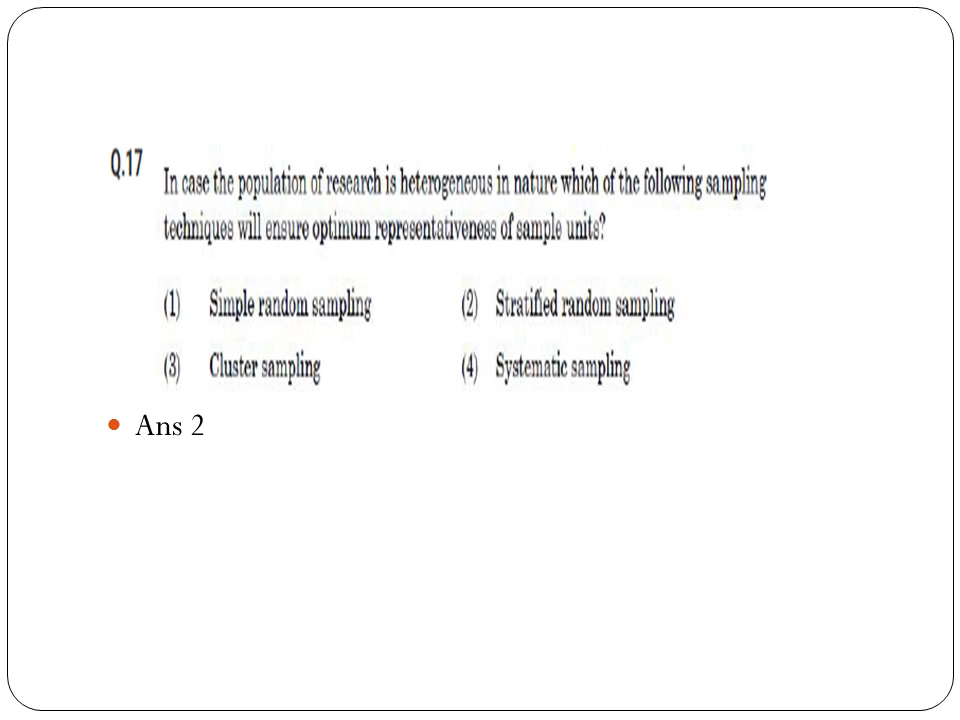 Q.17
In case the population of research is heterogeneous in nature which of the following sampling
techniques will ensure optimum representativeness of sample units?
(1) Simple random sampling (2) Stratified random sampling
(3) Cluster sampling (4) Systematic sampling
• Ans 2